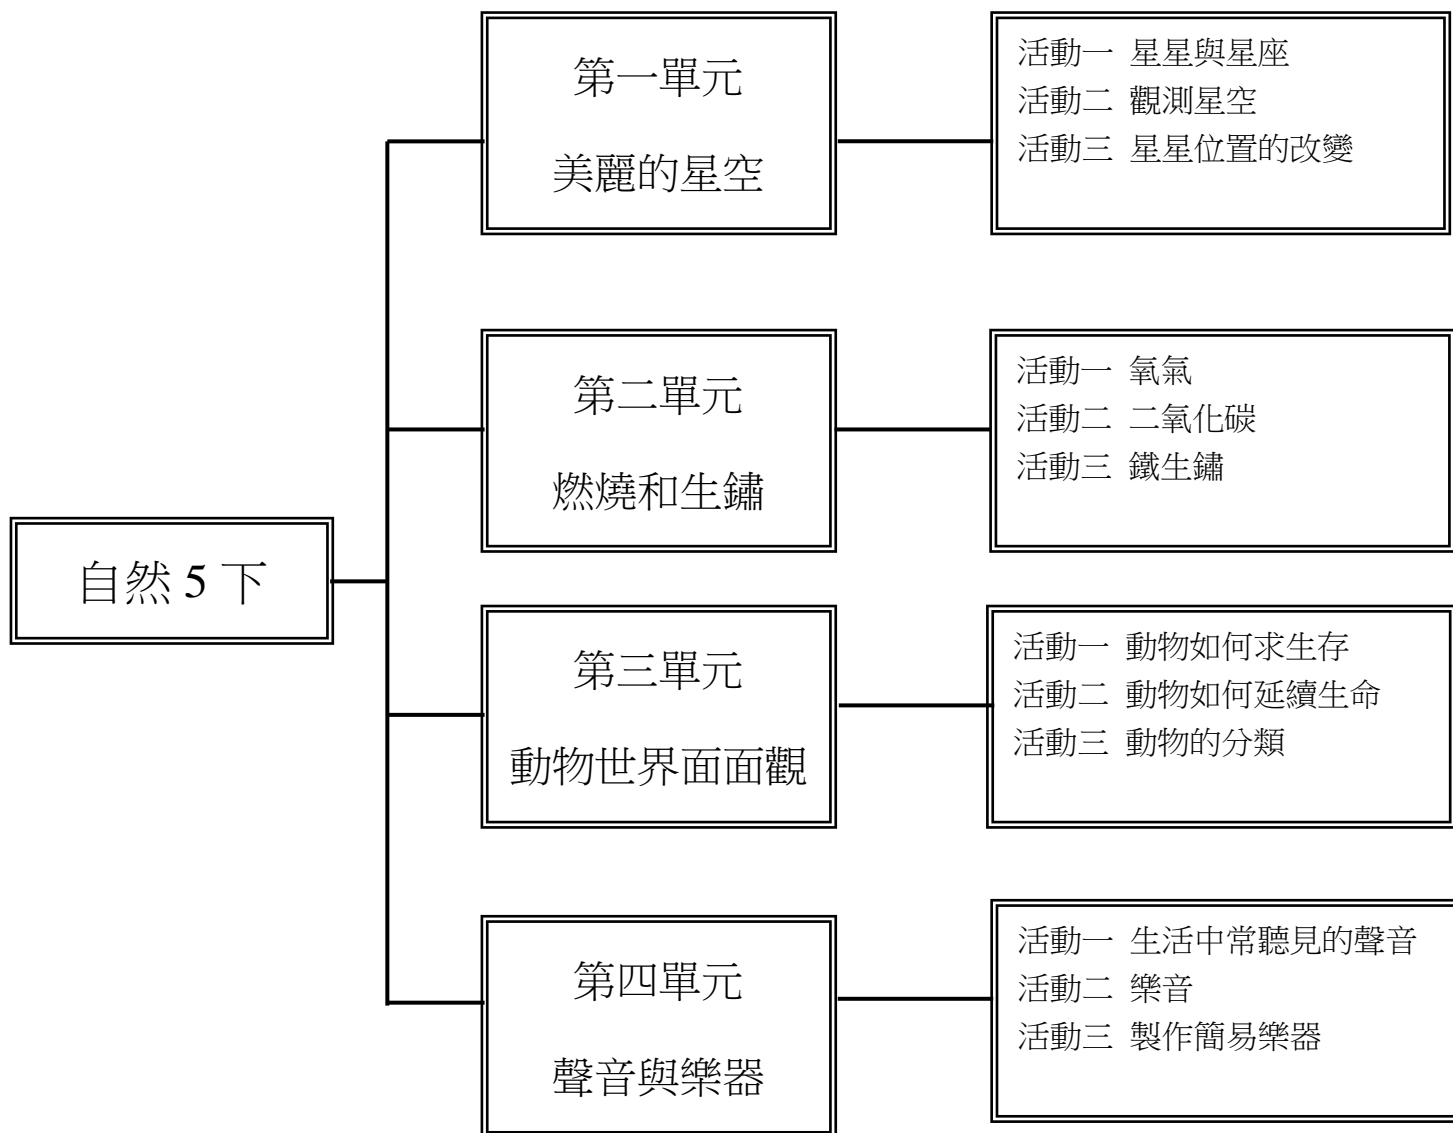 自然 5 下
第一單元
美麗的星空
活動一 星星與星座
活動二 觀測星空
活動三 星星位置的改變
第二單元
燃燒和生鏽
活動一 氧氣
活動二 二氧化碳
活動三 鐵生鏽
第三單元
動物世界面面觀
活動一 動物如何求生存
活動二 動物如何延續生命
活動三 動物的分類
第四單元
聲音與樂器
活動一 生活中常聽見的聲音
活動二 樂音
活動三 製作簡易樂器